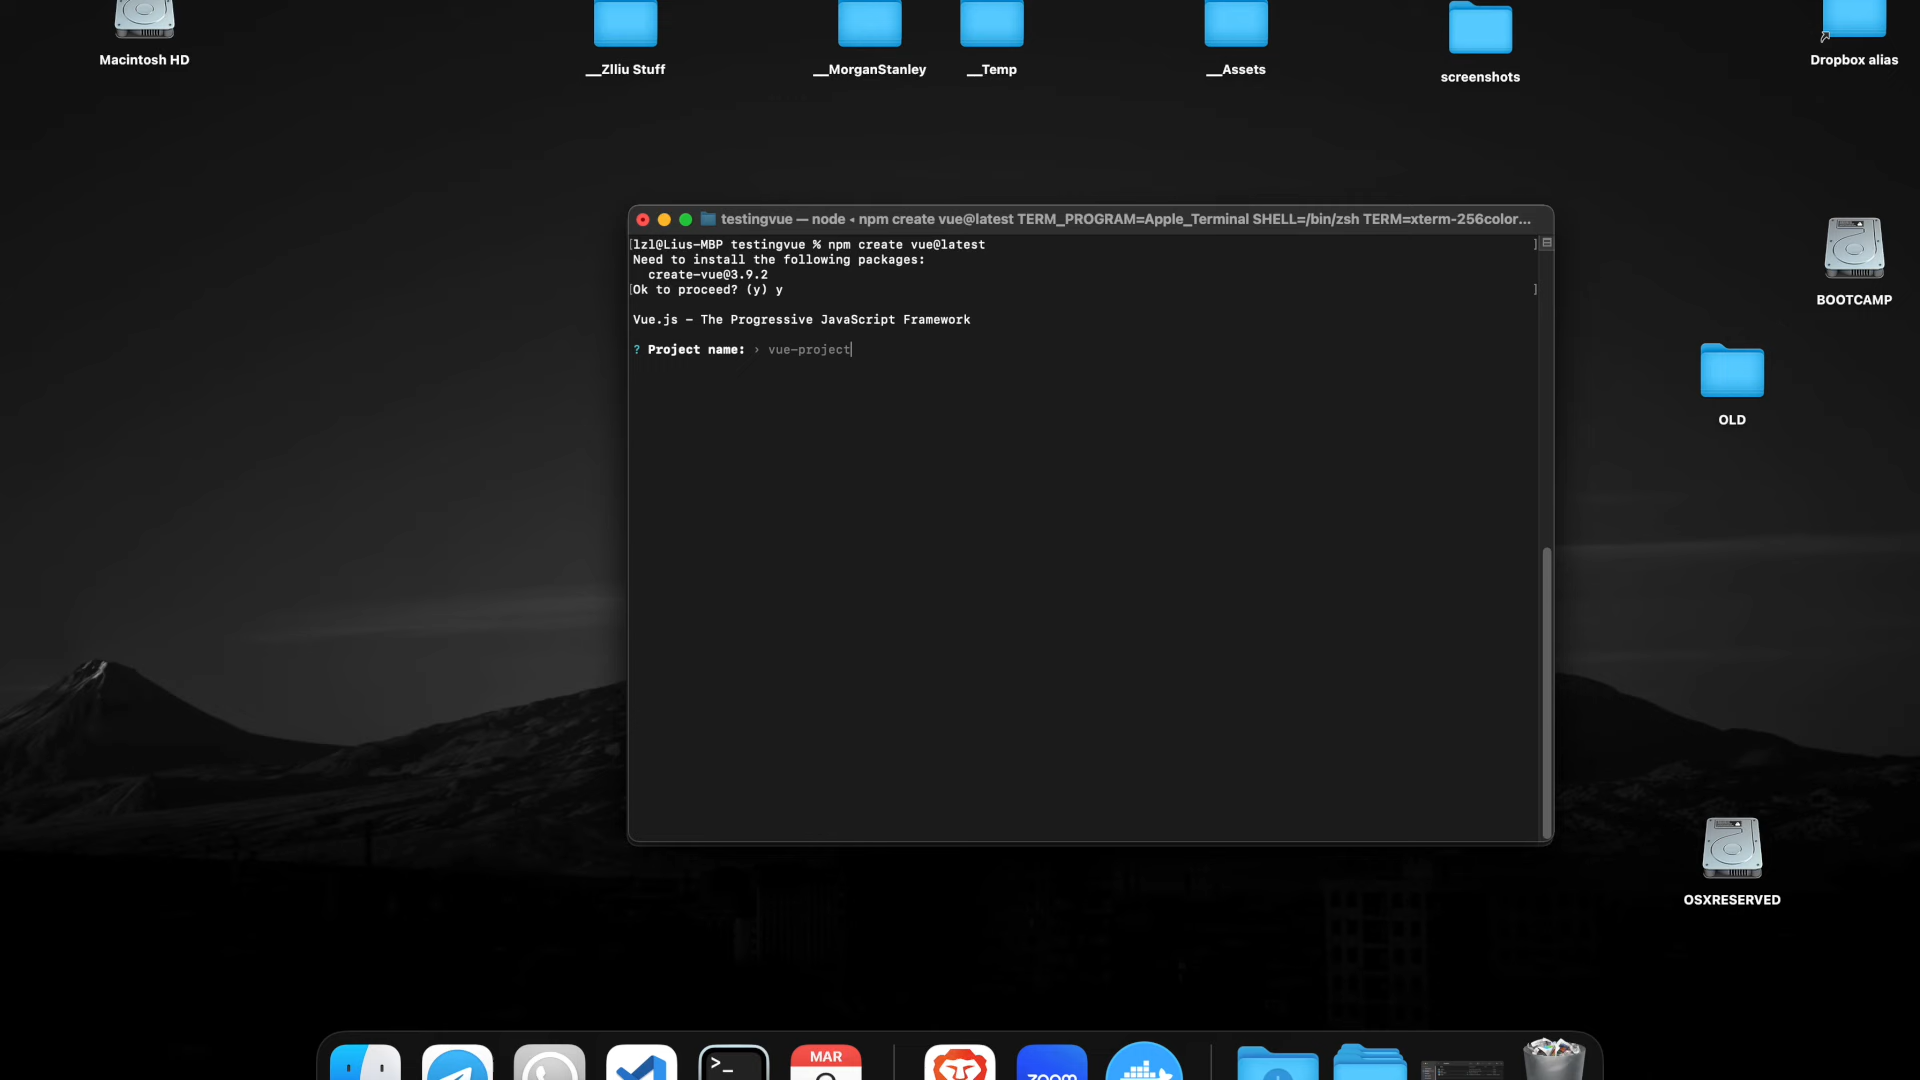 Macintosh HD
__ZIliu Stuff
__MorganStanley
__Temp
__Assets
screenshots
Dropbox alias
testingvue — node ◂ npm create vue@latest TERM_PROGRAM=Apple_Terminal SHELL=/bin/zsh TERM=xterm-256color...
[lzl@Lius-MBP testingvue % npm create vue@latest ]
Need to install the following packages:
create-vue@3.9.2
[Ok to proceed? (y) y ]
Vue.js – The Progressive JavaScript Framework
? Project name: › vue-project
BOOTCAMP
OLD
OSXRESERVED
>_
MAR
zoom